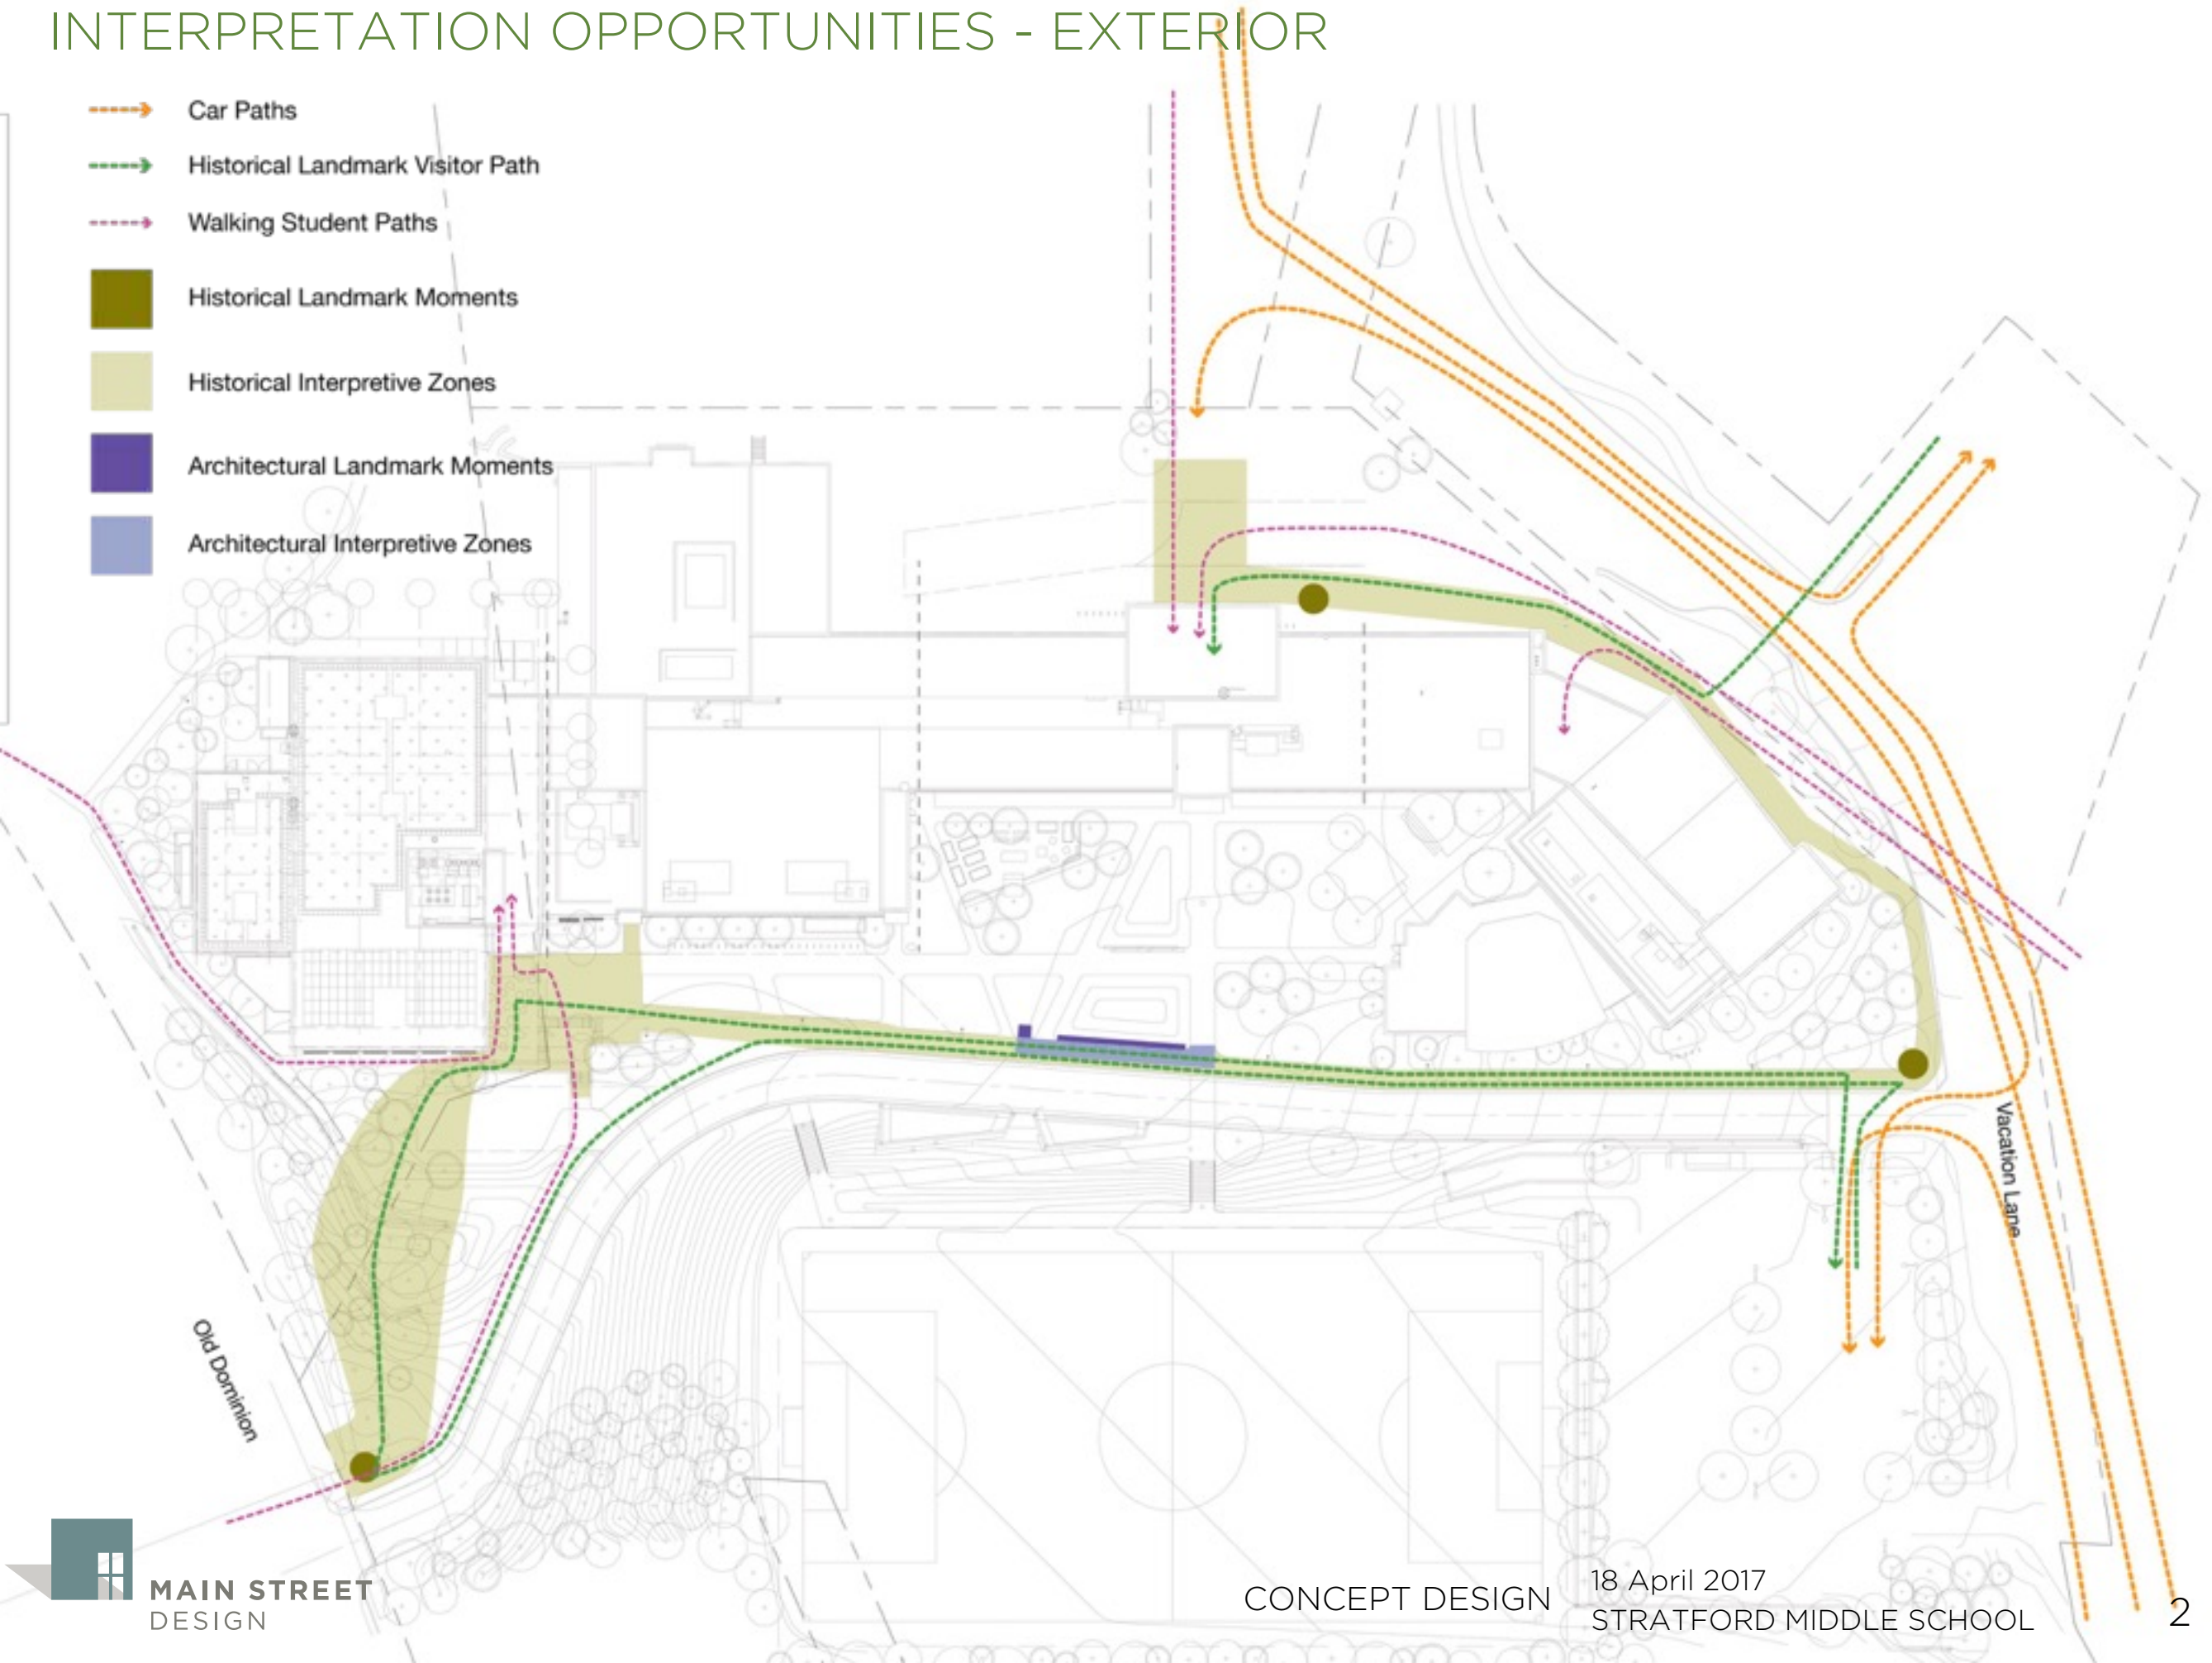 INTERPRETATION OPPORTUNITIES - EXTERIOR
Car Paths
Historical Landmark Visitor Path
Walking Student Paths
Historical Landmark Moments
Historical Interpretive Zones
Architectural Landmark Moments
Architectural Interpretive Zones
Vacation Lane
Old Dominion
MAIN STREET
DESIGN
CONCEPT DESIGN
18 April 2017
STRATFORD MIDDLE SCHOOL
2